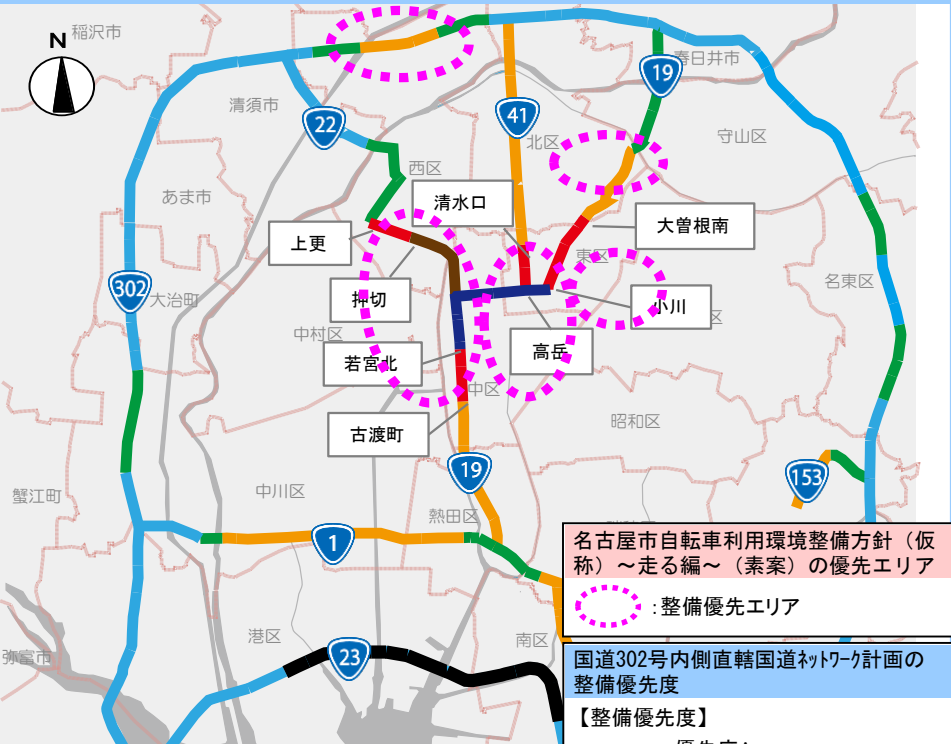 N
稲沢市
春日井市
19
清須市
22
41
北区
守山区
西区
あま市
清水口
大曽根南
上更
東区
302
大治町
押切
小川
区
名東区
中村区
高岳
若宮北
中区
昭和区
古渡町
19
153
中川区
蟹江町
熱田区
1
名古屋市自転車利用環境整備方針（仮
称）～走る編～（素案）の優先エリア
：整備優先エリア
港区
南区
23
弥富市
国道302号内側直轄国道ネットワーク計画の
整備優先度
【整備優先度】